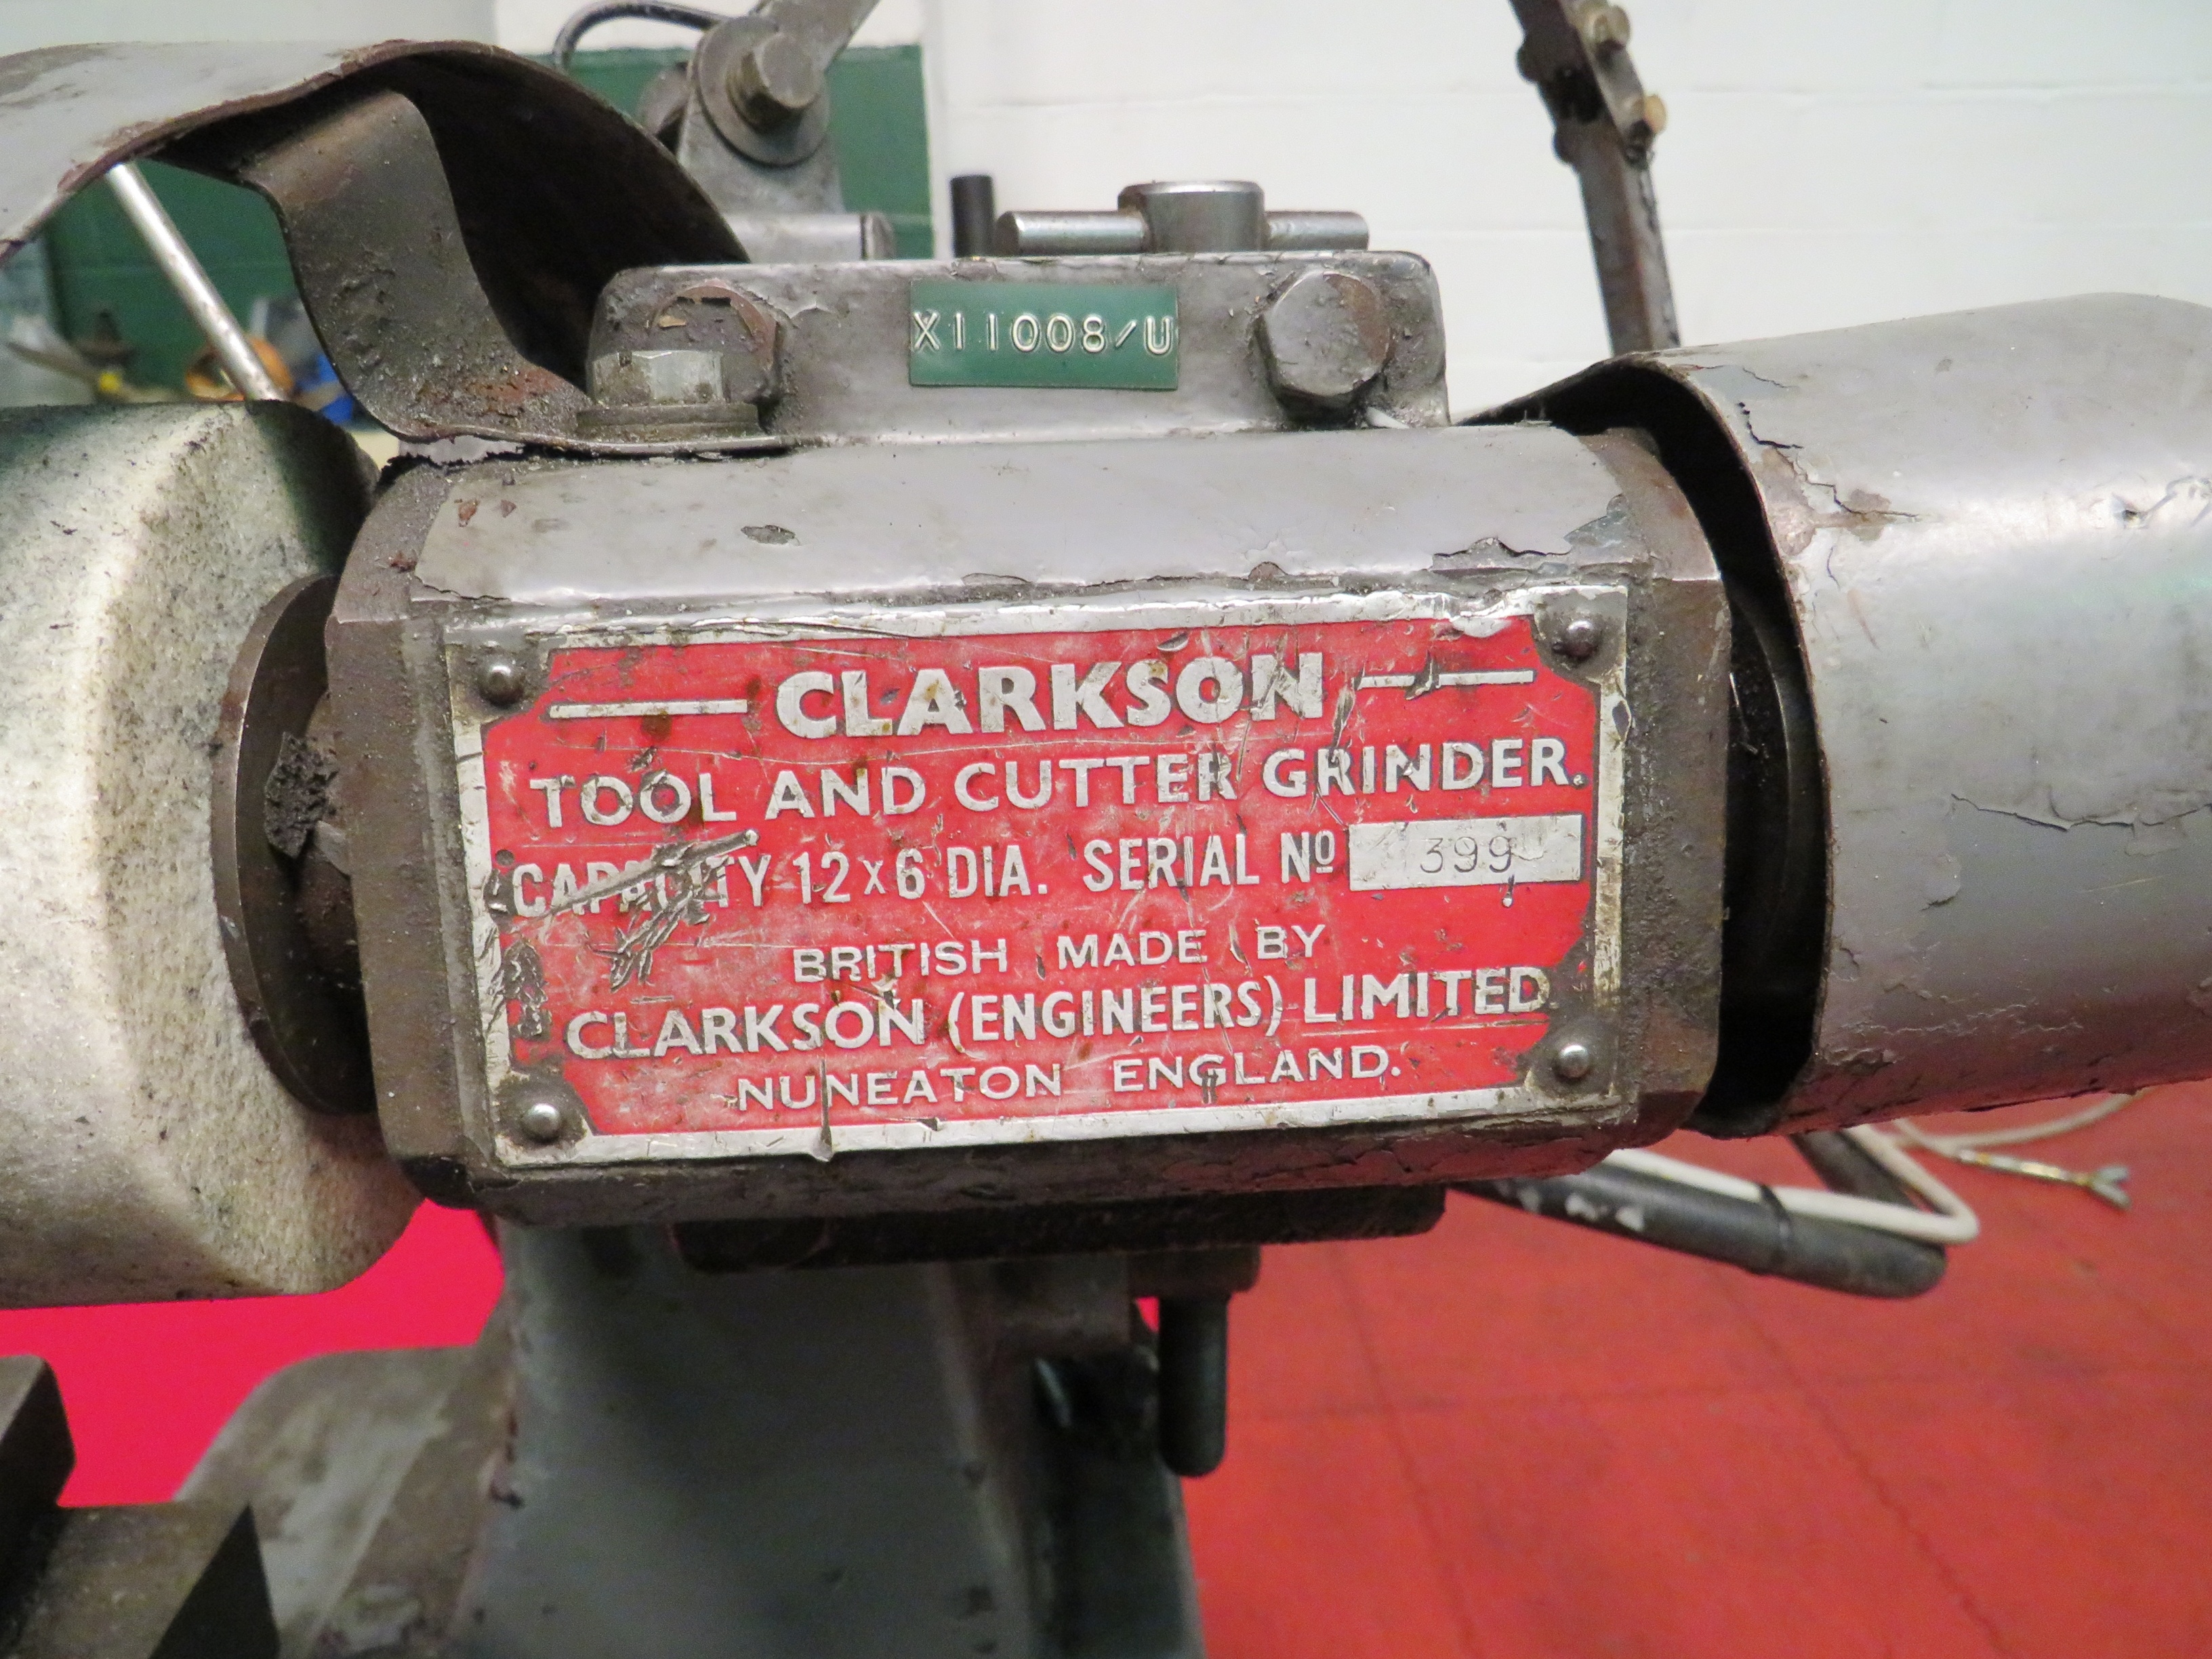 X11008/U
CLARKSON
TOOL AND CUTTER GRINDER.
CAPACITY 12 x 6 DIA. SERIAL Nº 399
BRITISH MADE BY
CLARKSON (ENGINEERS) LIMITED
NUNEATON ENGLAND.